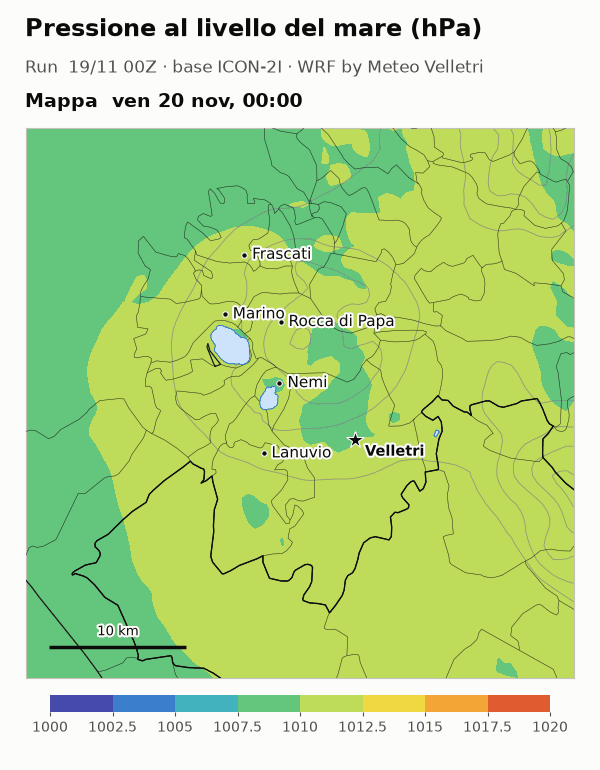 Pressione al livello del mare (hPa)
Run 19/11 00Z · base ICON-2I · WRF by Meteo Velletri
Mappa ven 20 nov, 00:00
Frascati
Marino
Rocca di Papa
Nemi
Velletri
Lanuvio
10 km
1000 1002.5 1005 1007.5 1010 1012.5 1015 1017.5 1020